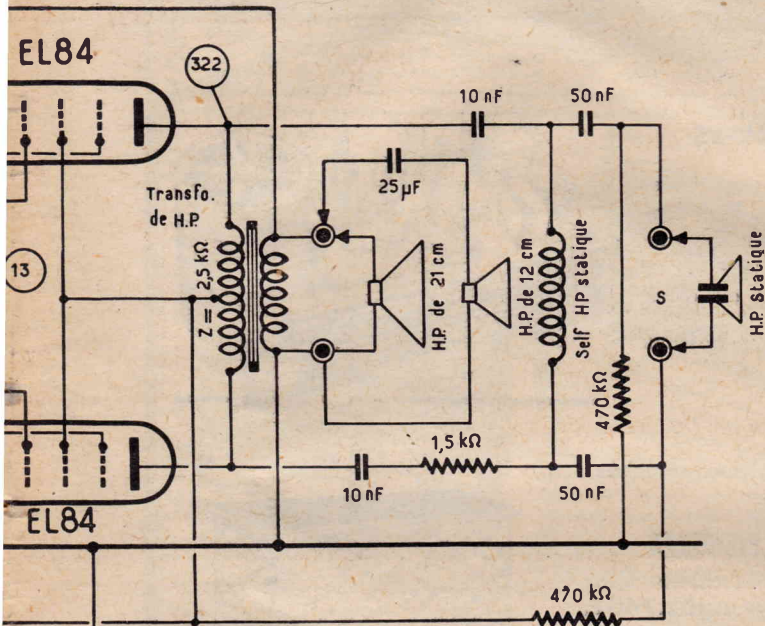 EL84
322
10 nF
50 nF
25 µF
Transfo.
de H.P.
13
Z = 2,5 kΩ
H.P. de 21 cm
H.P. de 12 cm
Self HP statique
S
H.P. Statique
470 kΩ
1,5 kΩ
10 nF
50 nF
EL84
470 kΩ